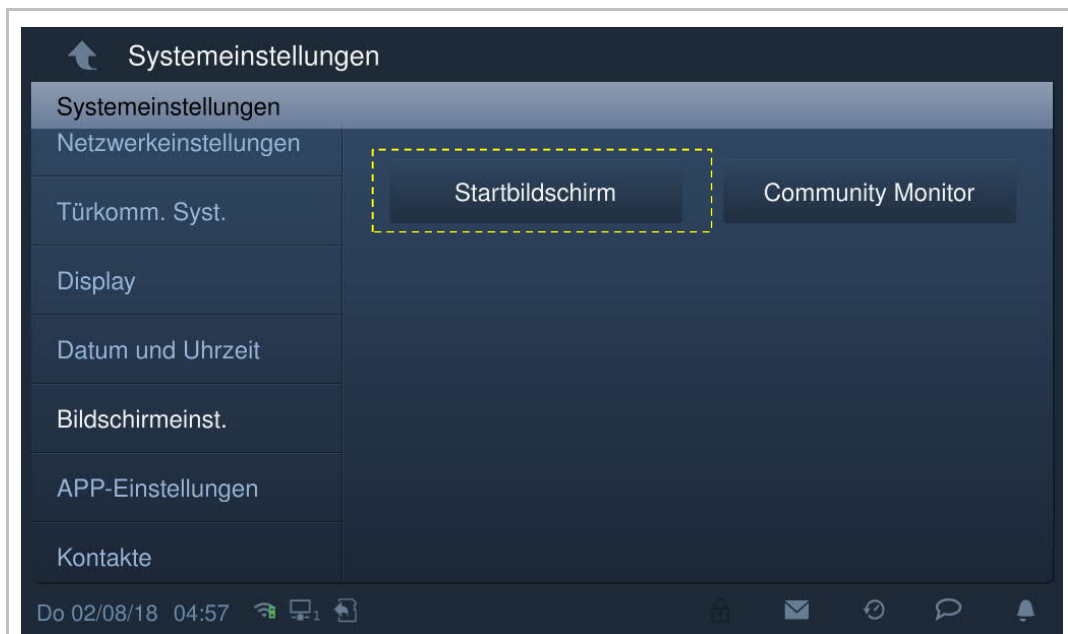 Systemeinstellungen
Systemeinstellungen
Netzwerkeinstellungen
Türkomm. Syst.
Display
Datum und Uhrzeit
Bildschirmeinst.
APP-Einstellungen
Kontakte
Startbildschirm
Community Monitor
Do 02/08/18 04:57
1